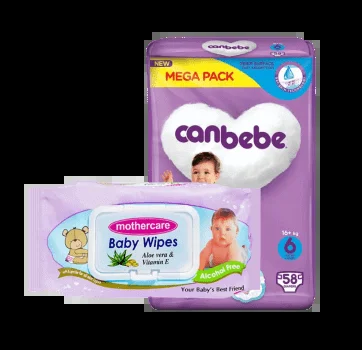 NEW
MEGA PACK
canbebe
16+ kg
6
58
mothercare
Baby Wipes
Aloe vera &
Vitamin E
Alcohol Free
Your Baby's Best Friend